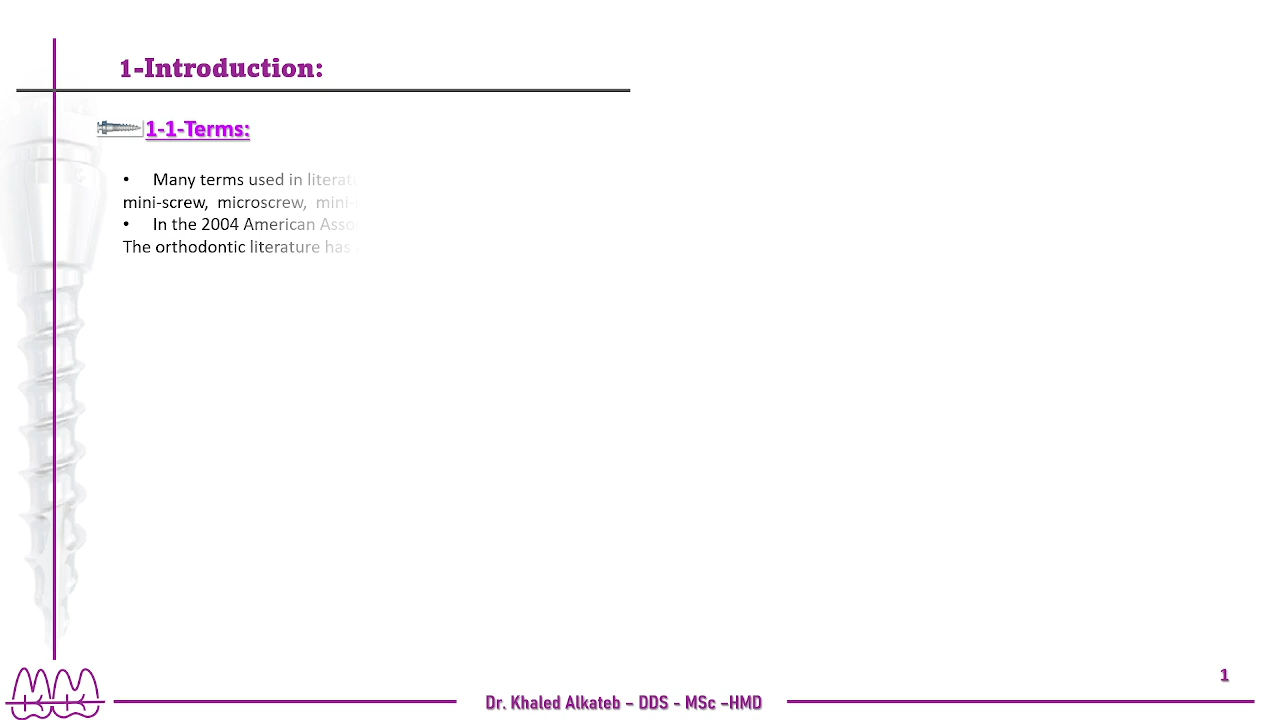 1-Introduction:
1-1-Terms:
• Many terms used in
mini-screw, microscrew,
• In the 2004 American
The orthodontic literature has
1
Dr. Khaled Alkateb – DDS - MSc –HMD